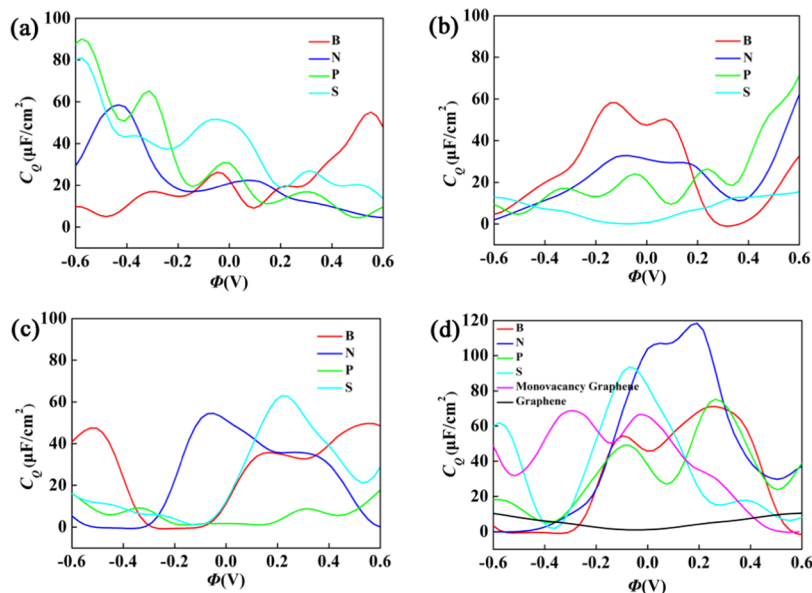 (a)
100
80
60
40
20
0
C_Q (μF/cm²)
B
N
P
S
-0.6 -0.4 -0.2 0.0 0.2 0.4 0.6
Φ(V)
(b)
100
80
60
40
20
0
C_Q (μF/cm²)
B
N
P
S
-0.6 -0.4 -0.2 0.0 0.2 0.4 0.6
Φ(V)
(c)
100
80
60
40
20
0
C_Q (μF/cm²)
B
N
P
S
-0.6 -0.4 -0.2 0.0 0.2 0.4 0.6
Φ(V)
(d)
120
100
80
60
40
20
0
C_Q (μF/cm²)
B
N
P
S
Monovacancy Graphene
Graphene
-0.6 -0.4 -0.2 0.0 0.2 0.4 0.6
Φ(V)